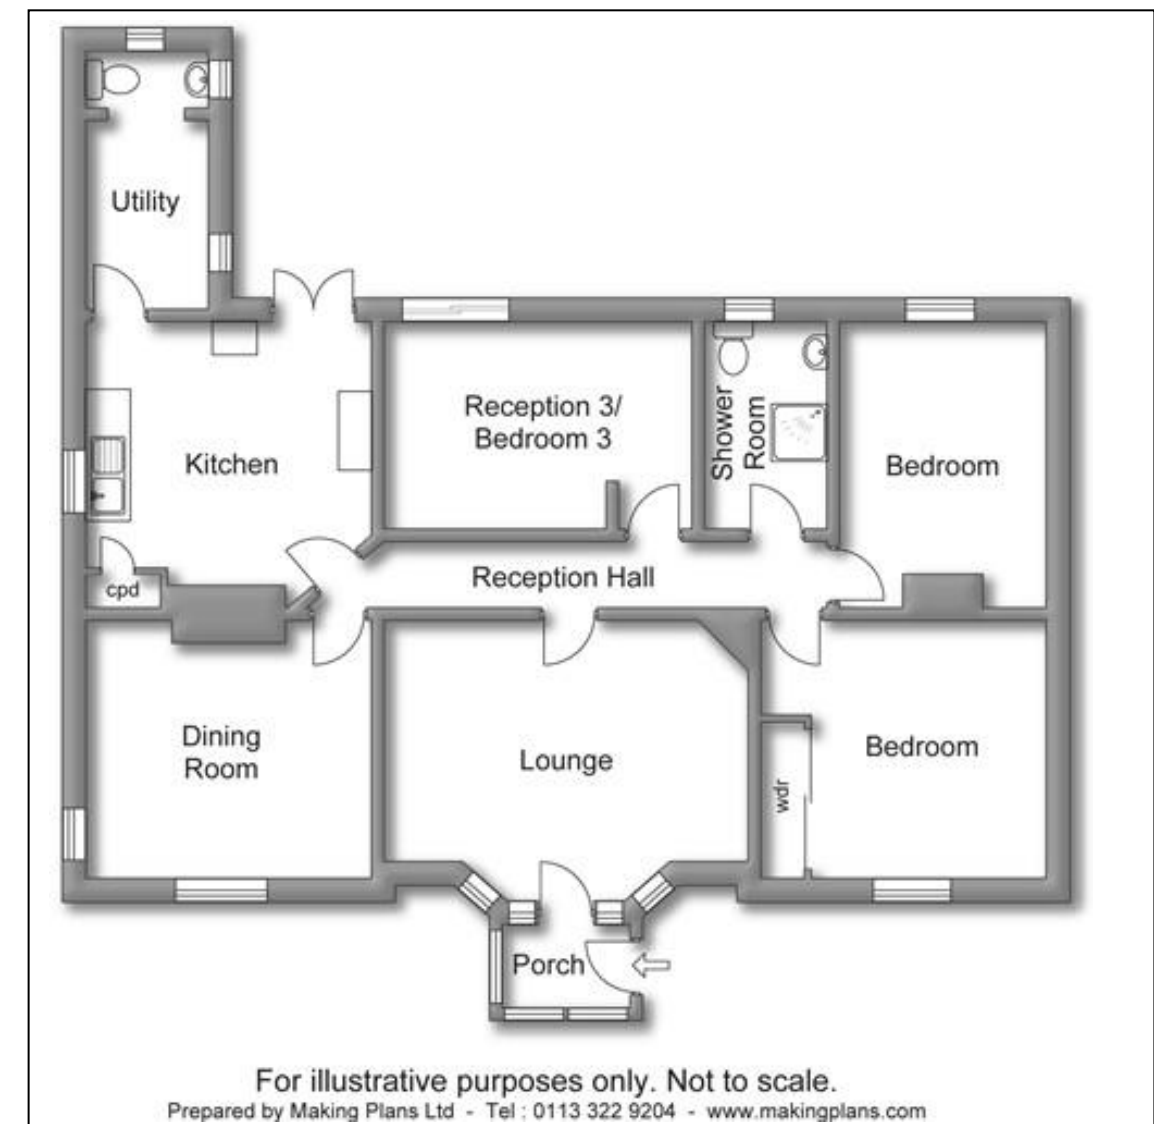 Utility
Reception 3/
Bedroom 3
Shower
Room
Kitchen
Bedroom
cpd
Reception Hall
Dining
Room
Lounge
Bedroom
wdr
Porch
For illustrative purposes only. Not to scale.
Prepared by Making Plans Ltd - Tel : 0113 322 9204 - www.makingplans.com